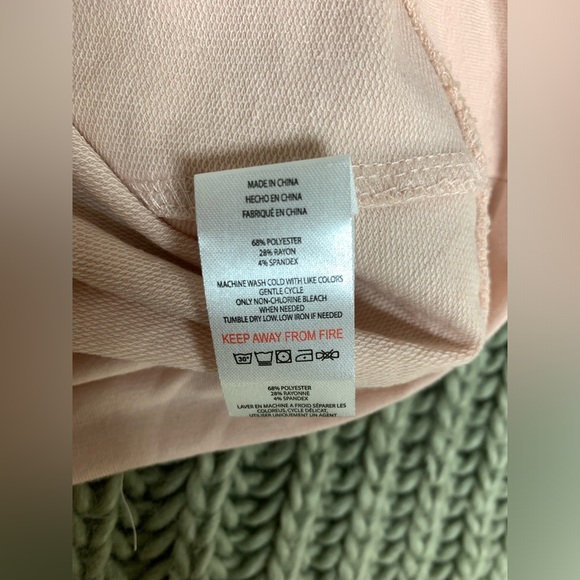 MADE IN CHINA
HECHO EN CHINA
FABRIQUÉ EN CHINA
68% POLYESTER
28% RAYON
4% SPANDEX
MACHINE WASH COLD WITH LIKE COLORS
GENTLE CYCLE
ONLY NON-CHLORINE BLEACH
WHEN NEEDED
TUMBLE DRY LOW. LOW IRON IF NEEDED
KEEP AWAY FROM FIRE
30°
68% POLYESTER
28% RAYONNE
4% SPANDEX
LAVER EN MACHINE A FROID SÉPARER LES
COLOREUS, CYCLE DÉLICATE.
UTILISER UNIQUEMENT UN AGENT